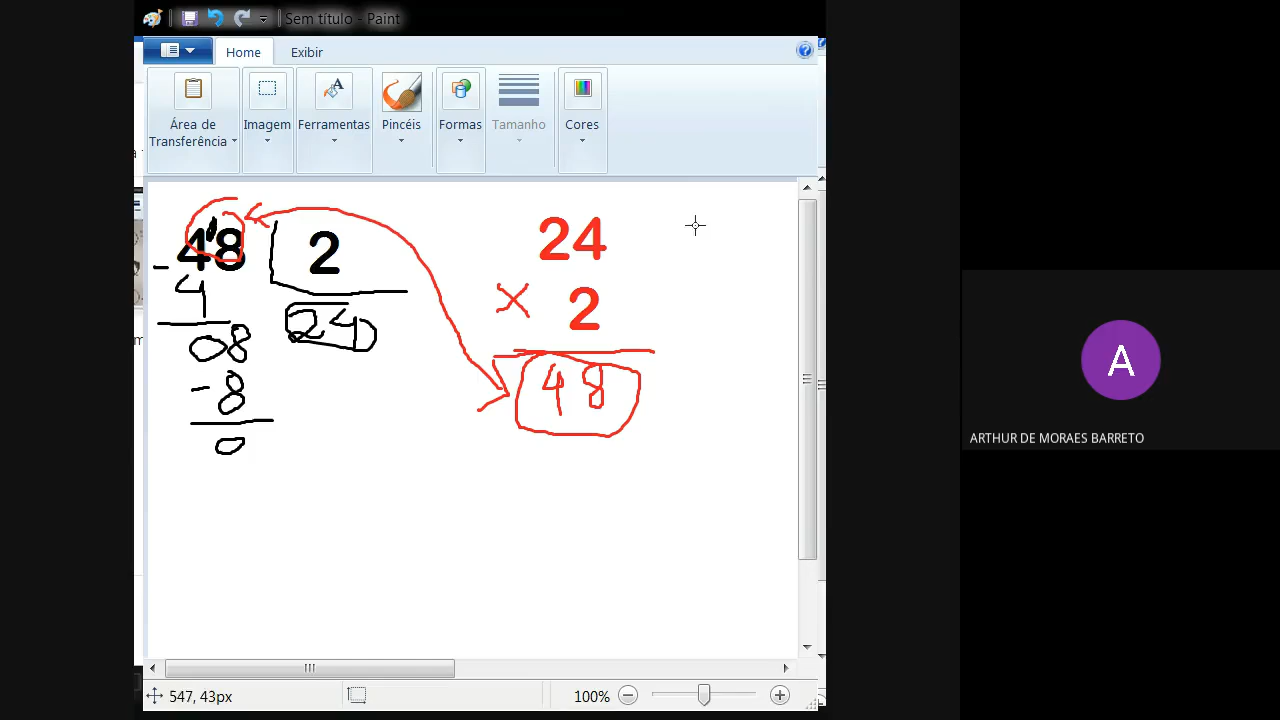 Sem título - Paint
Home Exibir
Área de Transferência
Imagem
Ferramentas
Pincéis
Formas
Tamanho
Cores
48 2
- 4
24
08
- 8
0
24
× 2
48
A
ARTHUR DE MORAES BARRETO
547, 43px
100%